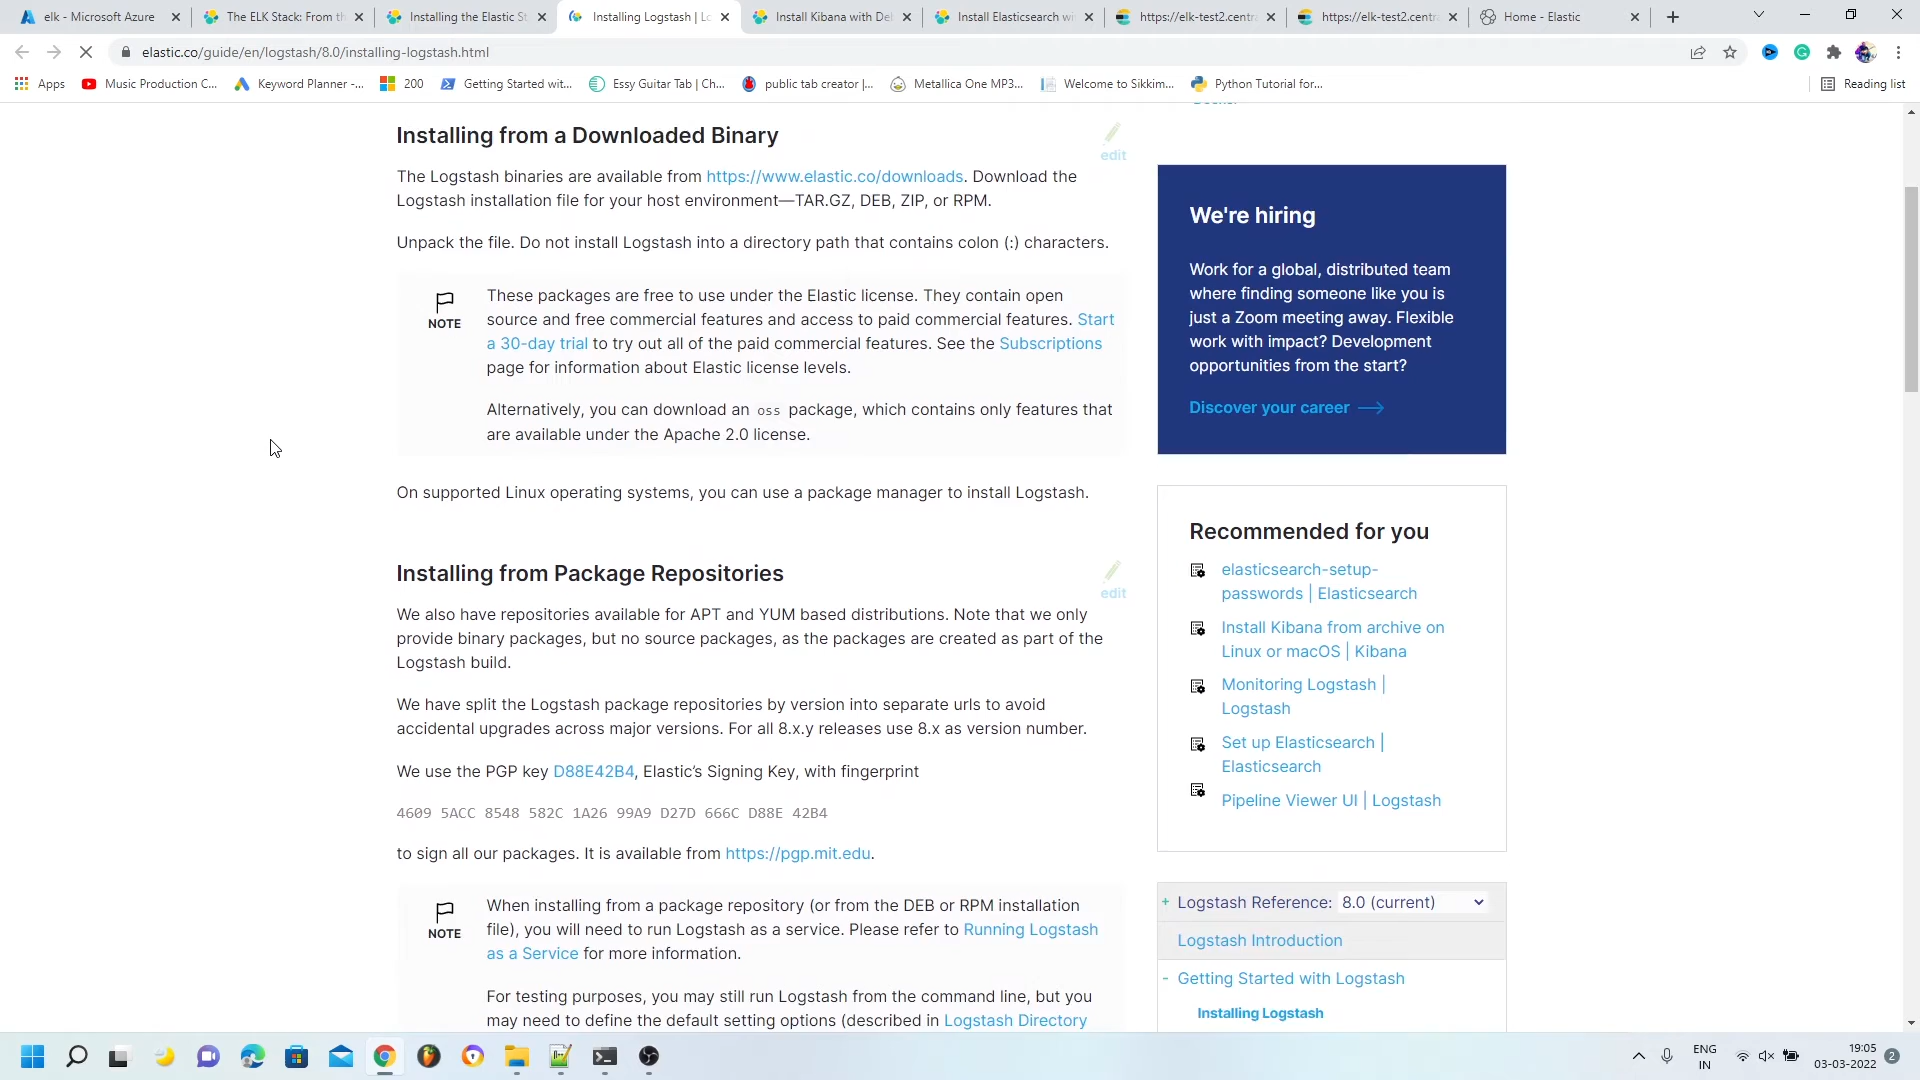 elk - Microsoft Azure
The ELK Stack: From th
Installing the Elastic St
Installing Logstash | Lo
Install Kibana with Deb
Install Elasticsearch wi
https://elk-test2.centra
https://elk-test2.centra
Home - Elastic
elastic.co/guide/en/logstash/8.0/installing-logstash.html
Apps
Music Production C...
Keyword Planner -...
200
Getting Started wit...
Essy Guitar Tab | Ch...
public tab creator |...
Metallica One MP3...
Welcome to Sikkim...
Python Tutorial for...
Reading list
Installing from a Downloaded Binary
edit
The Logstash binaries are available from https://www.elastic.co/downloads. Download the
Logstash installation file for your host environment—TAR.GZ, DEB, ZIP, or RPM.
Unpack the file. Do not install Logstash into a directory path that contains colon (:) characters.
NOTE
These packages are free to use under the Elastic license. They contain open
source and free commercial features and access to paid commercial features. Start
a 30-day trial to try out all of the paid commercial features. See the Subscriptions
page for information about Elastic license levels.
Alternatively, you can download an oss package, which contains only features that
are available under the Apache 2.0 license.
On supported Linux operating systems, you can use a package manager to install Logstash.
Installing from Package Repositories
edit
We also have repositories available for APT and YUM based distributions. Note that we only
provide binary packages, but no source packages, as the packages are created as part of the
Logstash build.
We have split the Logstash package repositories by version into separate urls to avoid
accidental upgrades across major versions. For all 8.x.y releases use 8.x as version number.
We use the PGP key D88E42B4, Elastic's Signing Key, with fingerprint
4609 5ACC 8548 582C 1A26 99A9 D27D 666C D88E 42B4
to sign all our packages. It is available from https://pgp.mit.edu.
NOTE
When installing from a package repository (or from the DEB or RPM installation
file), you will need to run Logstash as a service. Please refer to Running Logstash
as a Service for more information.
For testing purposes, you may still run Logstash from the command line, but you
may need to define the default setting options (described in Logstash Directory
We're hiring
Work for a global, distributed team
where finding someone like you is
just a Zoom meeting away. Flexible
work with impact? Development
opportunities from the start?
Discover your career
Recommended for you
elasticsearch-setup-
passwords | Elasticsearch
Install Kibana from archive on
Linux or macOS | Kibana
Monitoring Logstash |
Logstash
Set up Elasticsearch |
Elasticsearch
Pipeline Viewer UI | Logstash
+ Logstash Reference: 8.0 (current)
Logstash Introduction
- Getting Started with Logstash
Installing Logstash
ENG
IN
19:05
03-03-2022
2